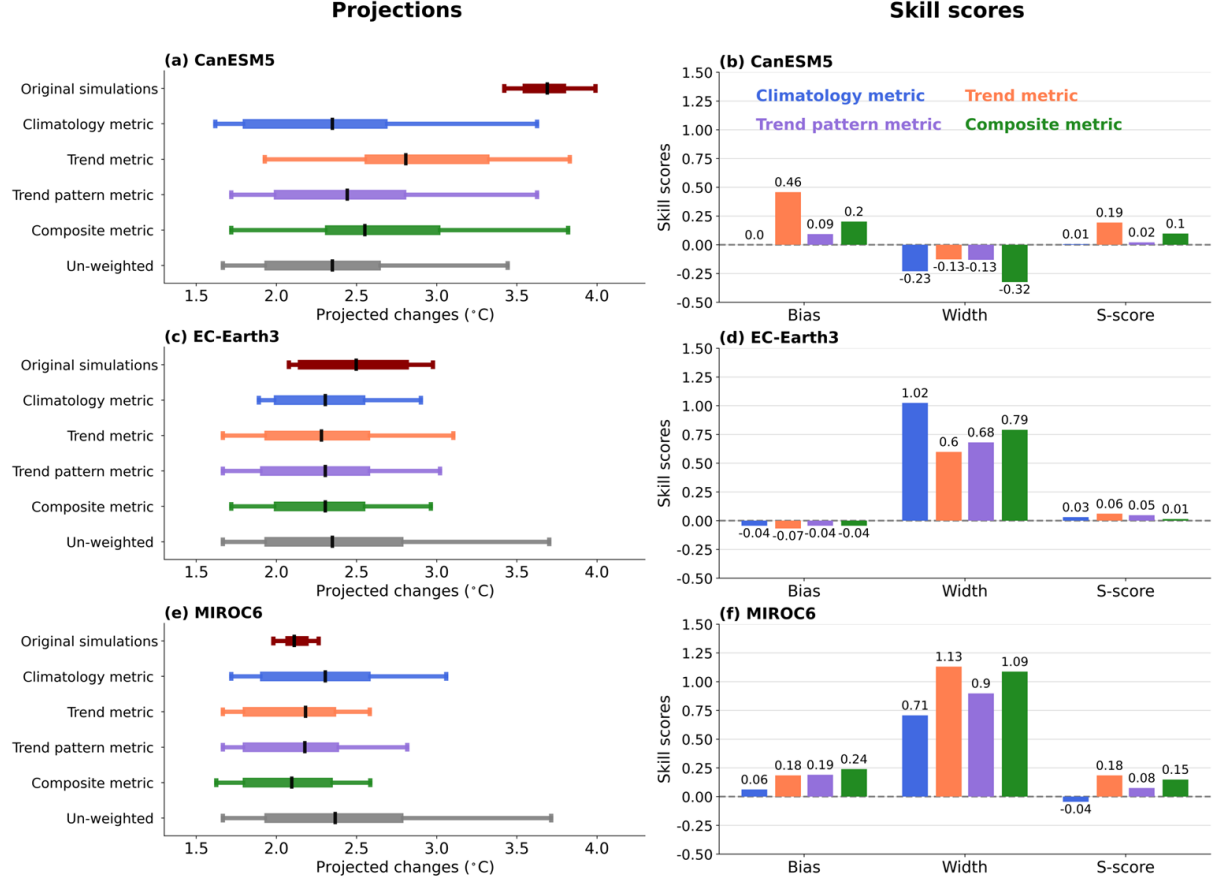 Projections
Skill scores
(a) CanESM5
Original simulations
Climatology metric
Trend metric
Trend pattern metric
Composite metric
Un-weighted
1.5 2.0 2.5 3.0 3.5 4.0
Projected changes (°C)
(b) CanESM5
1.50
1.25
1.00
0.75
0.50
0.25
0.00
-0.25
-0.50
Skill scores
Climatology metric Trend metric
Trend pattern metric Composite metric
0.0 0.46 0.09 0.2
-0.23 -0.13 -0.13 -0.32
0.01 0.19 0.02 0.1
Bias Width S-score
(c) EC-Earth3
Original simulations
Climatology metric
Trend metric
Trend pattern metric
Composite metric
Un-weighted
1.5 2.0 2.5 3.0 3.5 4.0
Projected changes (°C)
(d) EC-Earth3
1.50
1.25
1.00
0.75
0.50
0.25
0.00
-0.25
-0.50
Skill scores
-0.04 -0.07 -0.04 -0.04
1.02 0.6 0.68 0.79
0.03 0.06 0.05 0.01
Bias Width S-score
(e) MIROC6
Original simulations
Climatology metric
Trend metric
Trend pattern metric
Composite metric
Un-weighted
1.5 2.0 2.5 3.0 3.5 4.0
Projected changes (°C)
(f) MIROC6
1.50
1.25
1.00
0.75
0.50
0.25
0.00
-0.25
-0.50
Skill scores
0.06 0.18 0.19 0.24
0.71 1.13 0.9 1.09
-0.04 0.18 0.08 0.15
Bias Width S-score